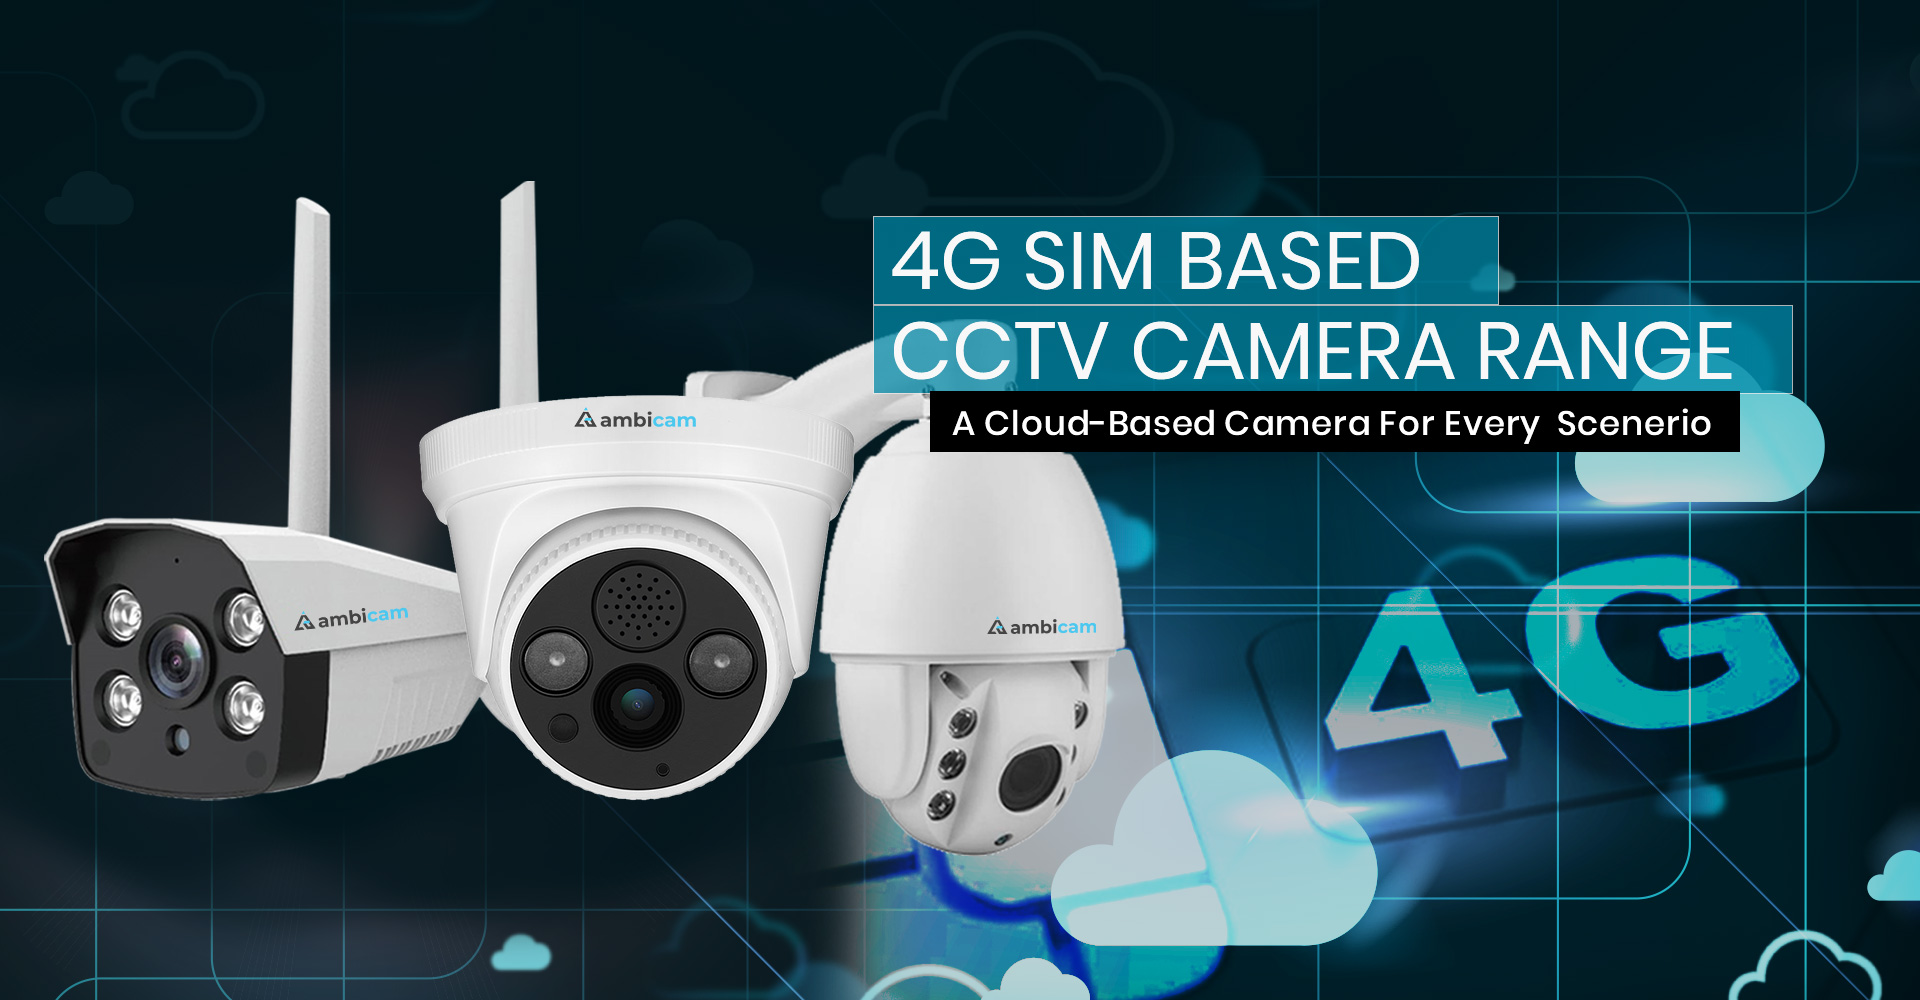 4G SIM BASED
CCTV CAMERA RANGE
A Cloud-Based Camera For Every Scenerio
ambicam
ambicam
ambicam
4G